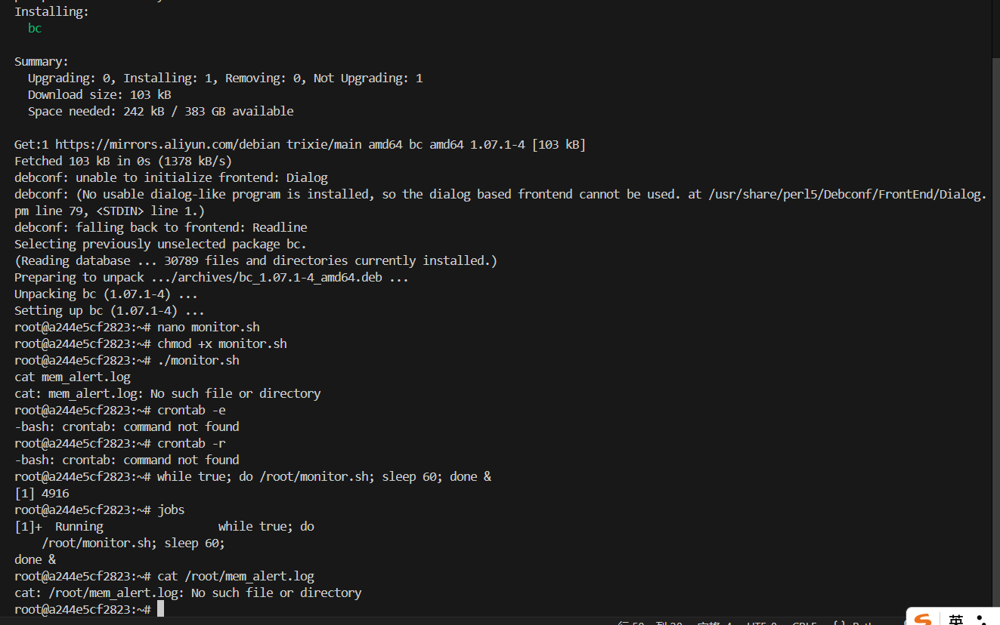 Installing:
bc
Summary:
Upgrading: 0, Installing: 1, Removing: 0, Not Upgrading: 1
Download size: 103 kB
Space needed: 242 kB / 383 GB available
Get:1 https://mirrors.aliyun.com/debian trixie/main amd64 bc amd64 1.07.1-4 [103 kB]
Fetched 103 kB in 0s (1378 kB/s)
debconf: unable to initialize frontend: Dialog
debconf: (No usable dialog-like program is installed, so the dialog based frontend cannot be used. at /usr/share/perl5/Debconf/FrontEnd/Dialog.
pm line 79, <STDIN> line 1.)
debconf: falling back to frontend: Readline
Selecting previously unselected package bc.
(Reading database ... 30789 files and directories currently installed.)
Preparing to unpack .../archives/bc_1.07.1-4_amd64.deb ...
Unpacking bc (1.07.1-4) ...
Setting up bc (1.07.1-4) ...
root@a244e5cf2823:~# nano monitor.sh
root@a244e5cf2823:~# chmod +x monitor.sh
root@a244e5cf2823:~# ./monitor.sh
cat mem_alert.log
cat: mem_alert.log: No such file or directory
root@a244e5cf2823:~# crontab -e
-bash: crontab: command not found
root@a244e5cf2823:~# crontab -r
-bash: crontab: command not found
root@a244e5cf2823:~# while true; do /root/monitor.sh; sleep 60; done &
[1] 4916
root@a244e5cf2823:~# jobs
[1]+  Running                 while true; do
/root/monitor.sh; sleep 60;
done &
root@a244e5cf2823:~# cat /root/mem_alert.log
cat: /root/mem_alert.log: No such file or directory
root@a244e5cf2823:~#
英